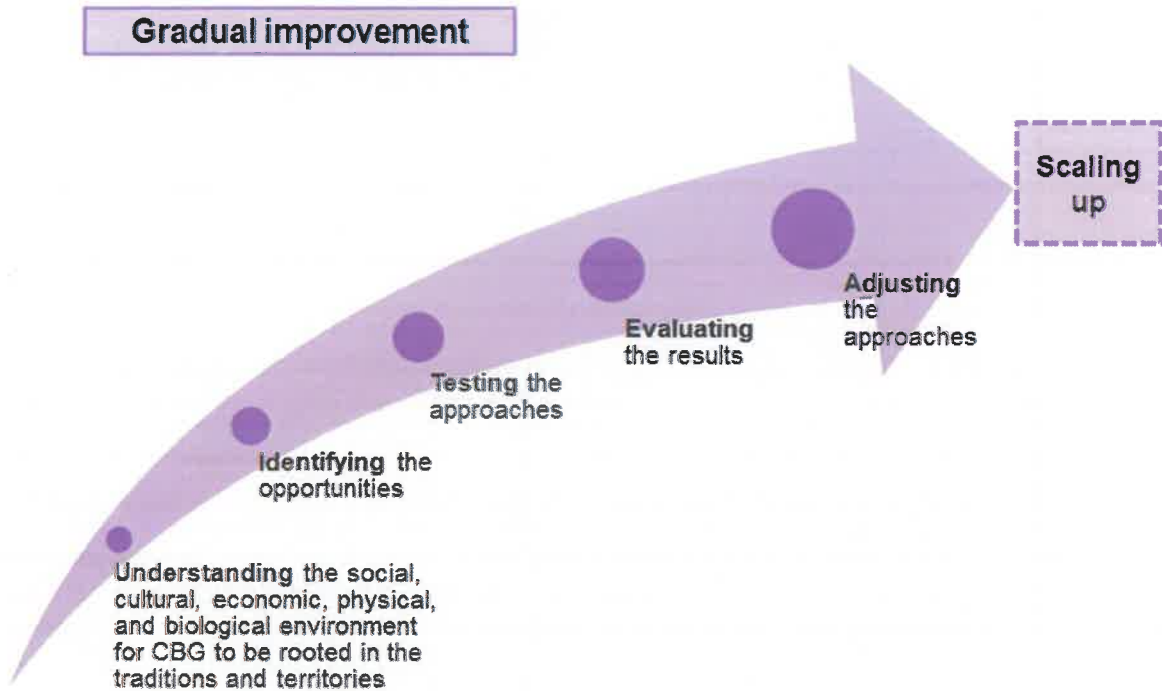 Gradual improvement
Scaling
up
Adjusting
the
approaches
Evaluating
the results
Testing the
approaches
Identifying the
opportunities
Understanding the social,
cultural, economic, physical,
and biological environment
for CBG to be rooted in the
traditions and territories